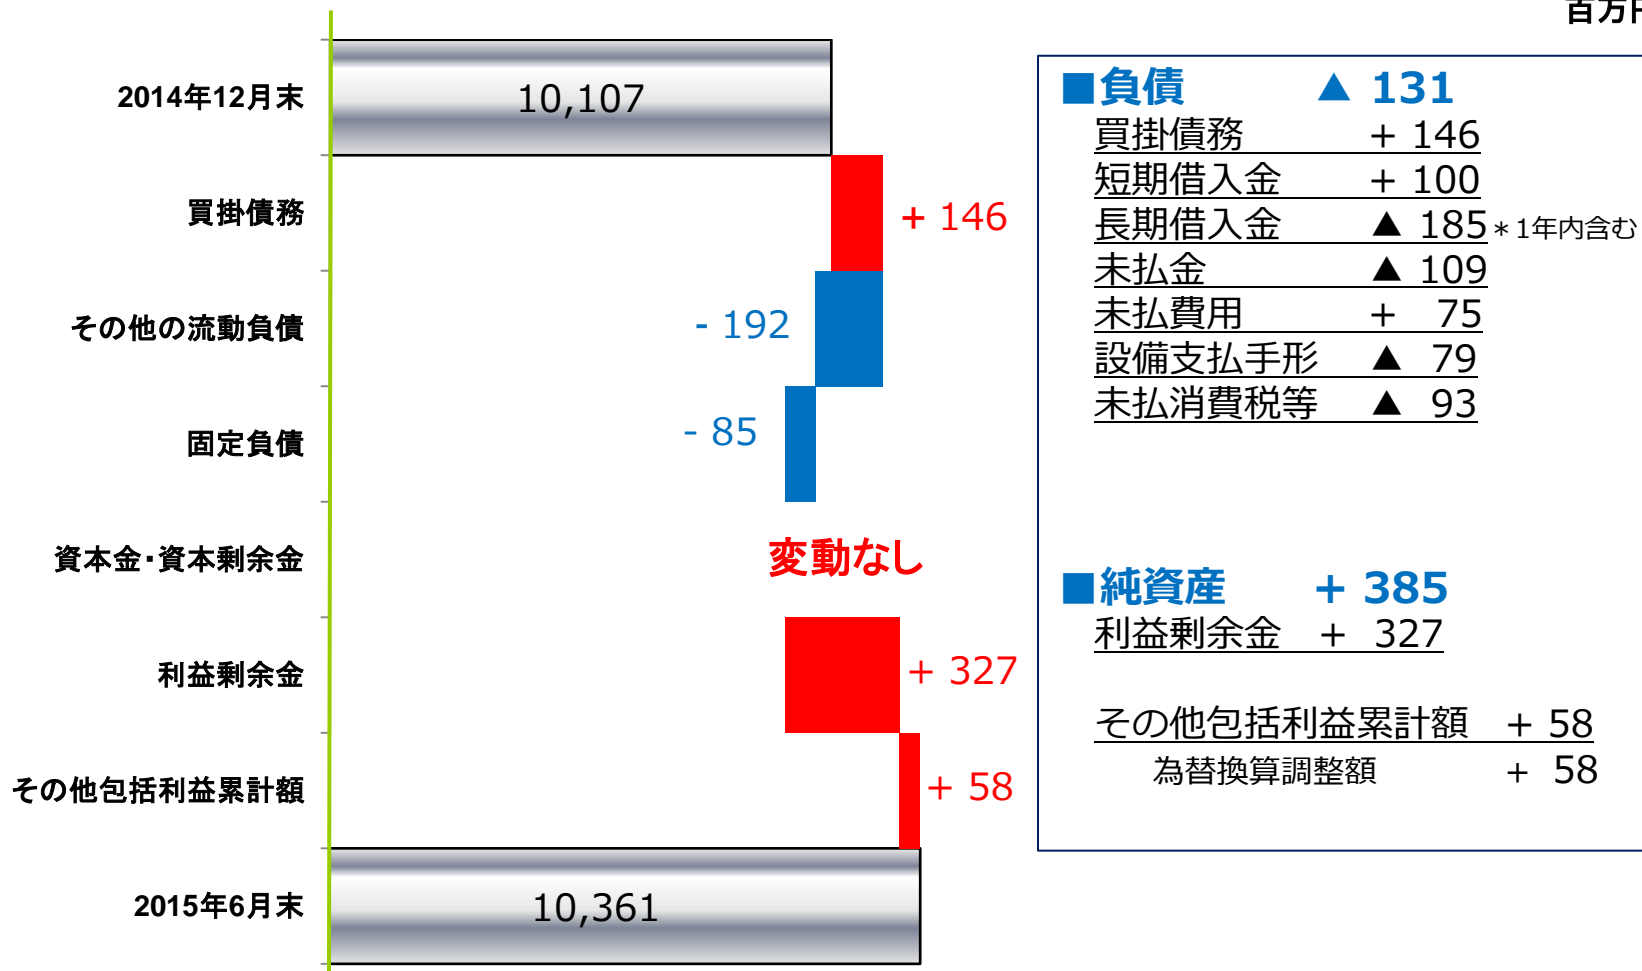 百万円
2014年12月末
10,107
買掛債務
+ 146
その他の流動負債
- 192
固定負債
- 85
資本金・資本剰余金
変動なし
利益剰余金
+ 327
その他包括利益累計額
+ 58
2015年6月末
10,361
■負債 ▲ 131
買掛債務 + 146
短期借入金 + 100
長期借入金 ▲ 185 *1年内含む
未払金 ▲ 109
未払費用 + 75
設備支払手形 ▲ 79
未払消費税等 ▲ 93
■純資産 + 385
利益剰余金 + 327
その他包括利益累計額 + 58
為替換算調整額 + 58